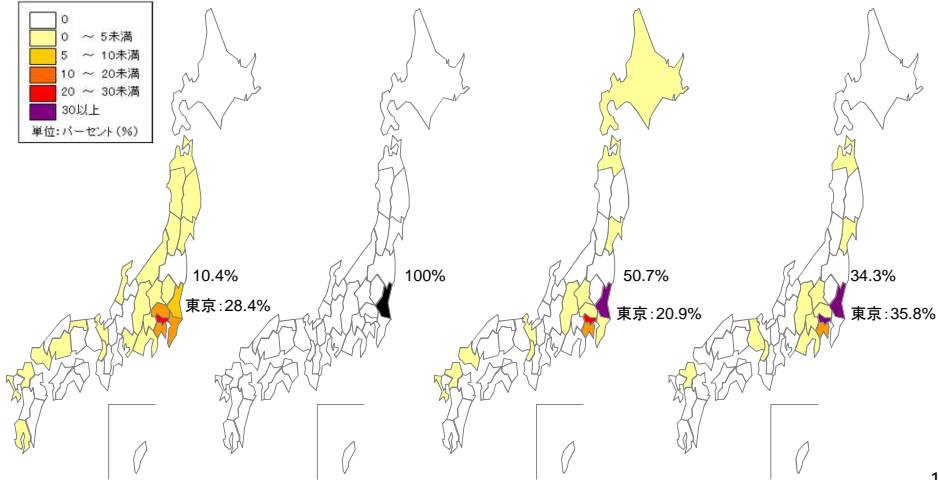 0
0 ～ 5未満
5 ～ 10未満
10 ～ 20未満
20 ～ 30未満
30以上
単位：パーセント（%）
10.4%
東京：28.4%
100%
50.7%
東京：20.9%
34.3%
東京：35.8%
1